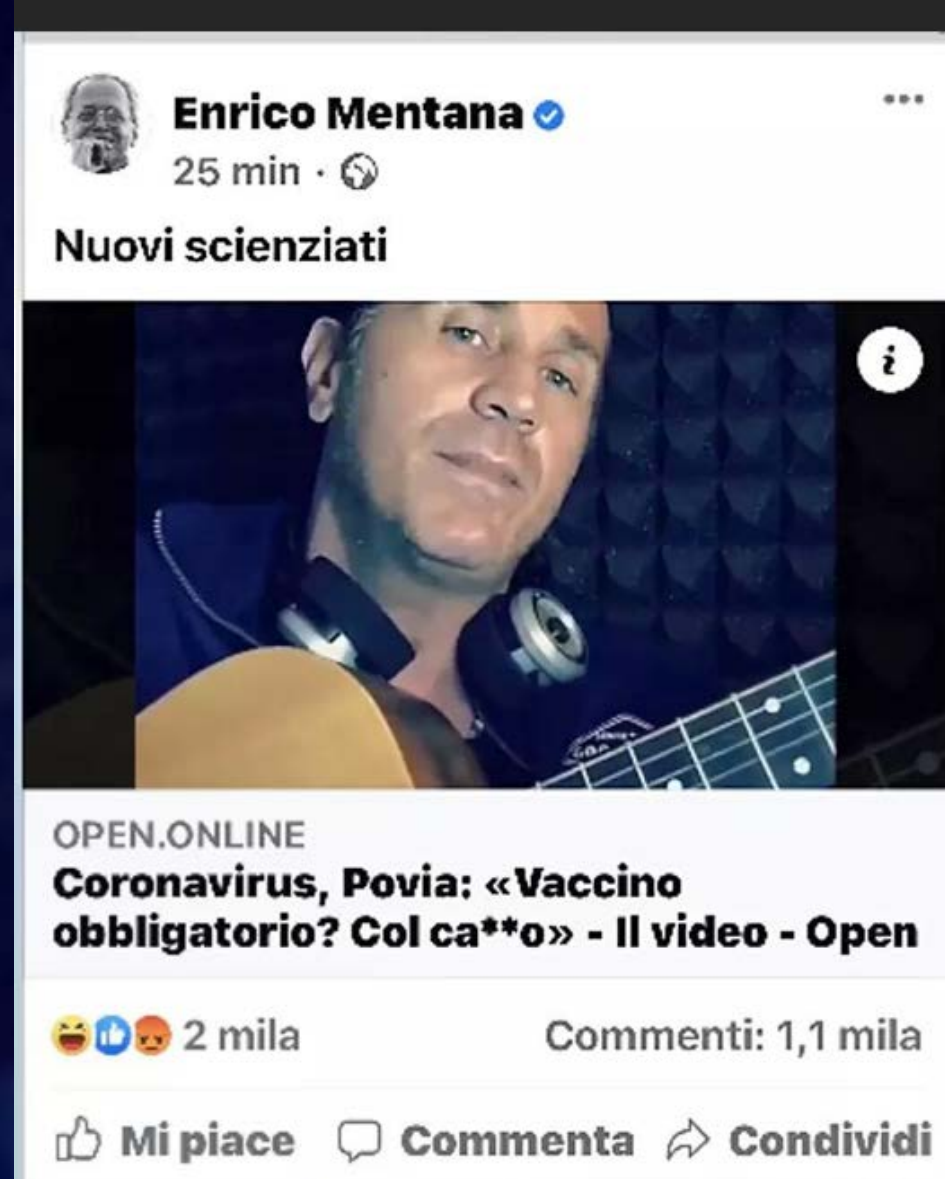 Enrico Mentana
25 min ·
Nuovi scienziati
i
OPEN.ONLINE
Coronavirus, Povia: «Vaccino
obbligatorio? Col ca**o» - Il video - Open
2 mila Commenti: 1,1 mila
Mi piace Commenta Condividi